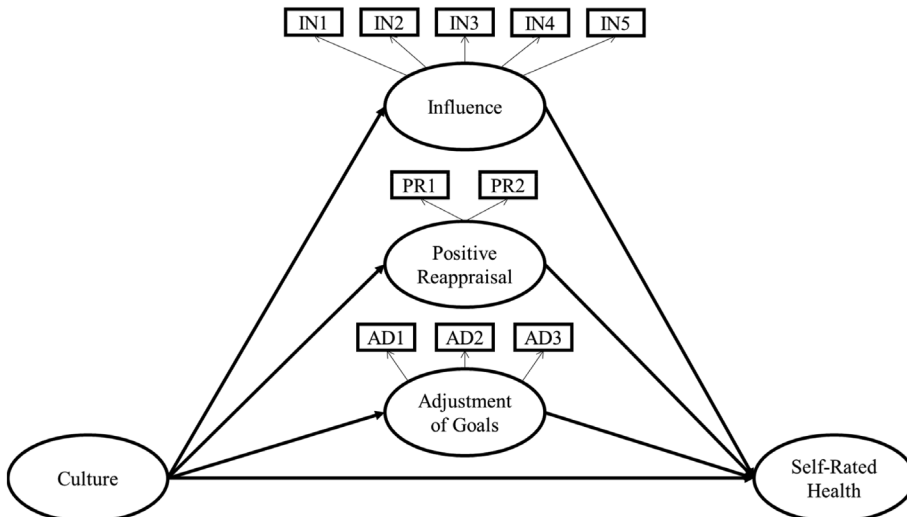 IN1 IN2 IN3 IN4 IN5
Influence
PR1 PR2
Positive
Reappraisal
AD1 AD2 AD3
Adjustment
of Goals
Culture
Self-Rated
Health